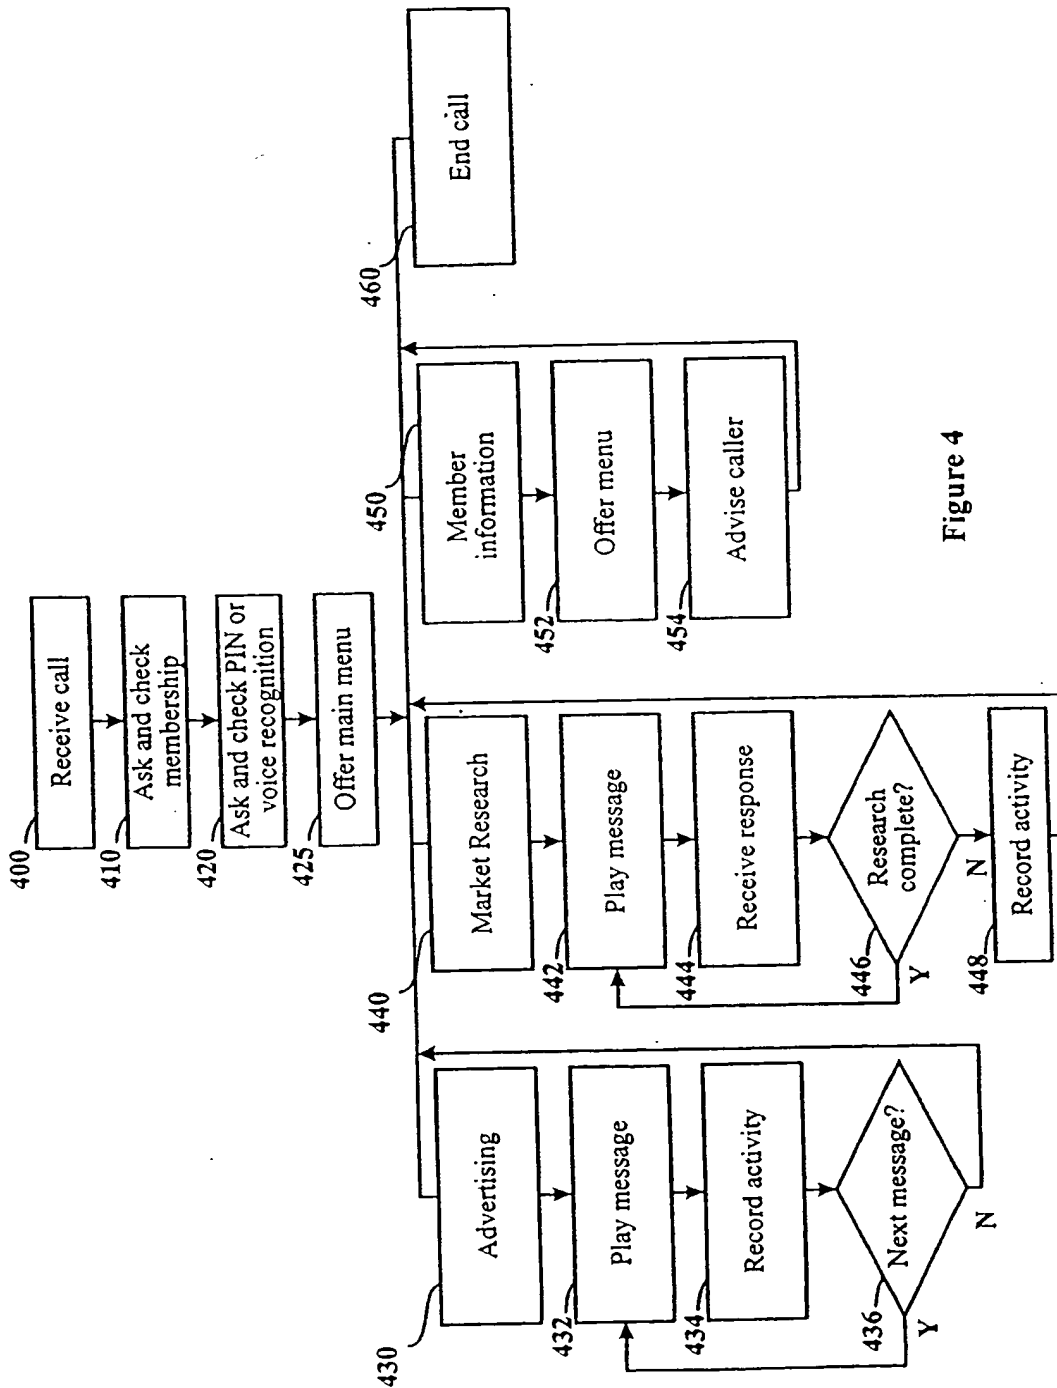 400
Receive call
410
Ask and check
membership
420
Ask and check PIN or
voice recognition
425
Offer main menu
430
Advertising
432
Play message
434
Record activity
436
Next message?
Y
N
440
Market Research
442
Play message
444
Receive response
446
Research
complete?
Y
N
448
Record activity
450
Member
information
452
Offer menu
454
Advise caller
460
End call
Figure 4